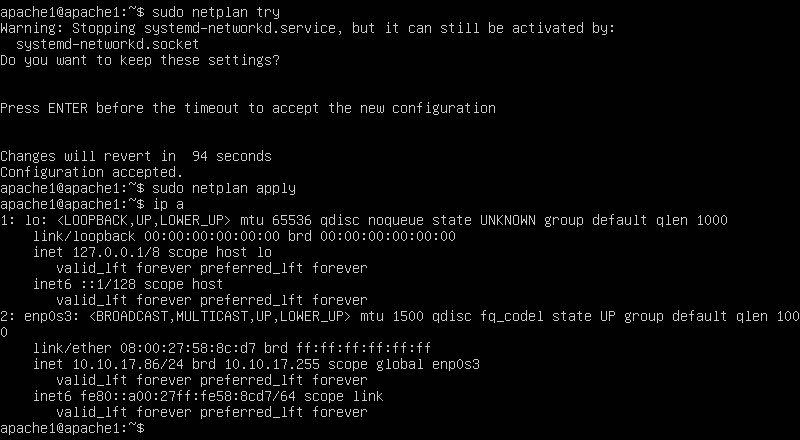 apache1@apache1:~$ sudo netplan try
Warning: Stopping systemd-networkd.service, but it can still be activated by:
  systemd-networkd.socket
Do you want to keep these settings?
Press ENTER before the timeout to accept the new configuration
Changes will revert in  94 seconds
Configuration accepted.
apache1@apache1:~$ sudo netplan apply
apache1@apache1:~$ ip a
1: lo: <LOOPBACK,UP,LOWER_UP> mtu 65536 qdisc noqueue state UNKNOWN group default qlen 1000
    link/loopback 00:00:00:00:00:00 brd 00:00:00:00:00:00
    inet 127.0.0.1/8 scope host lo
       valid_lft forever preferred_lft forever
    inet6 ::1/128 scope host
       valid_lft forever preferred_lft forever
2: enp0s3: <BROADCAST,MULTICAST,UP,LOWER_UP> mtu 1500 qdisc fq_codel state UP group default qlen 100
0
    link/ether 08:00:27:58:8c:d7 brd ff:ff:ff:ff:ff:ff
    inet 10.10.17.86/24 brd 10.10.17.255 scope global enp0s3
       valid_lft forever preferred_lft forever
    inet6 fe80::a00:27ff:fe58:8cd7/64 scope link
       valid_lft forever preferred_lft forever
apache1@apache1:~$